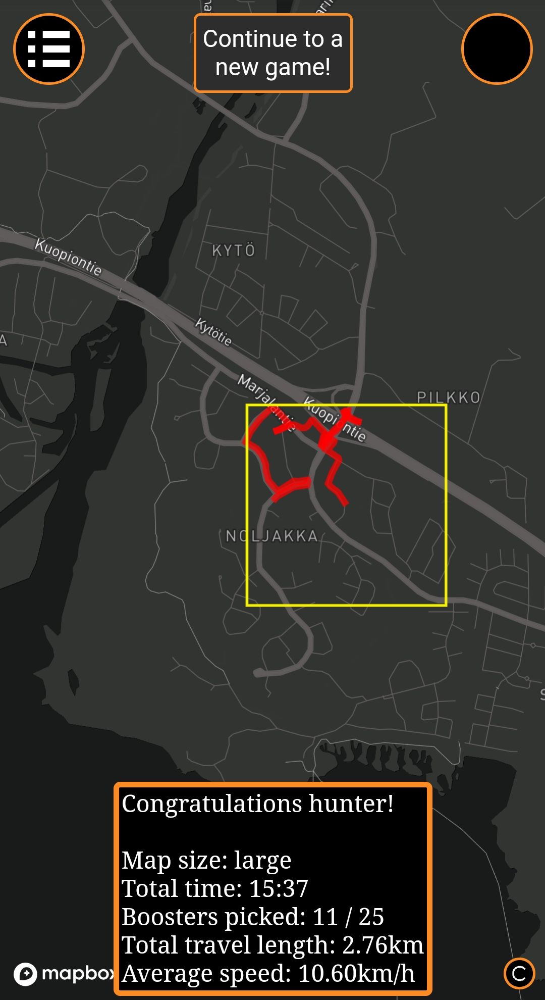 Continue to a
new game!
Kuopiontie
KYTÖ
Kytötie
A
Marjalantie
Kuopiontie
PILKKO
NOLJAKKA
S
Congratulations hunter!
Map size: large
Total time: 15:37
Boosters picked: 11 / 25
Total travel length: 2.76km
Average speed: 10.60km/h
mapbox
C